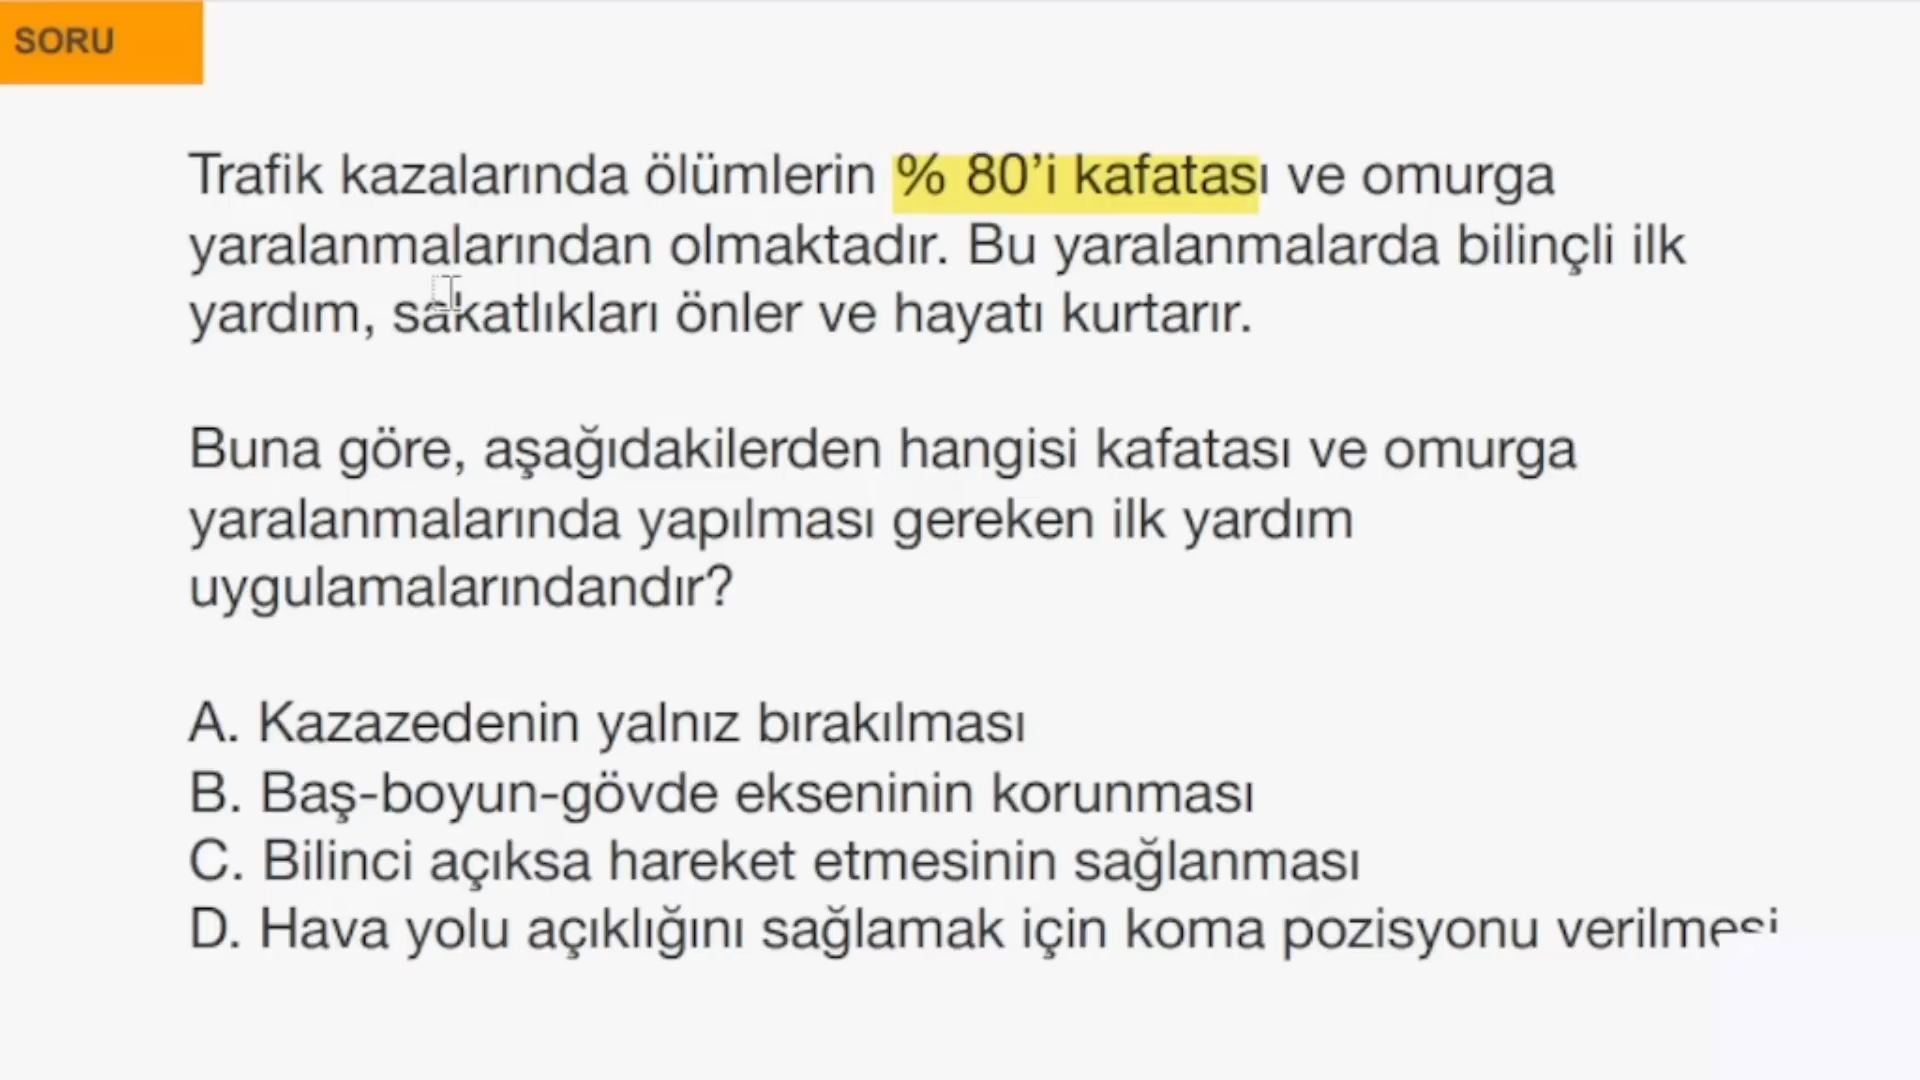 SORU
Trafik kazalarında ölümlerin % 80’i kafatası ve omurga
yaralanmalarından olmaktadır. Bu yaralanmalarda bilinçli ilk
yardım, sakatlıkları önler ve hayatı kurtarır.
Buna göre, aşağıdakilerden hangisi kafatası ve omurga
yaralanmalarında yapılması gereken ilk yardım
uygulamalarındandır?
A. Kazazedenin yalnız bırakılması
B. Baş-boyun-gövde ekseninin korunması
C. Bilinci açıksa hareket etmesinin sağlanması
D. Hava yolu açıklığını sağlamak için koma pozisyonu verilmesi